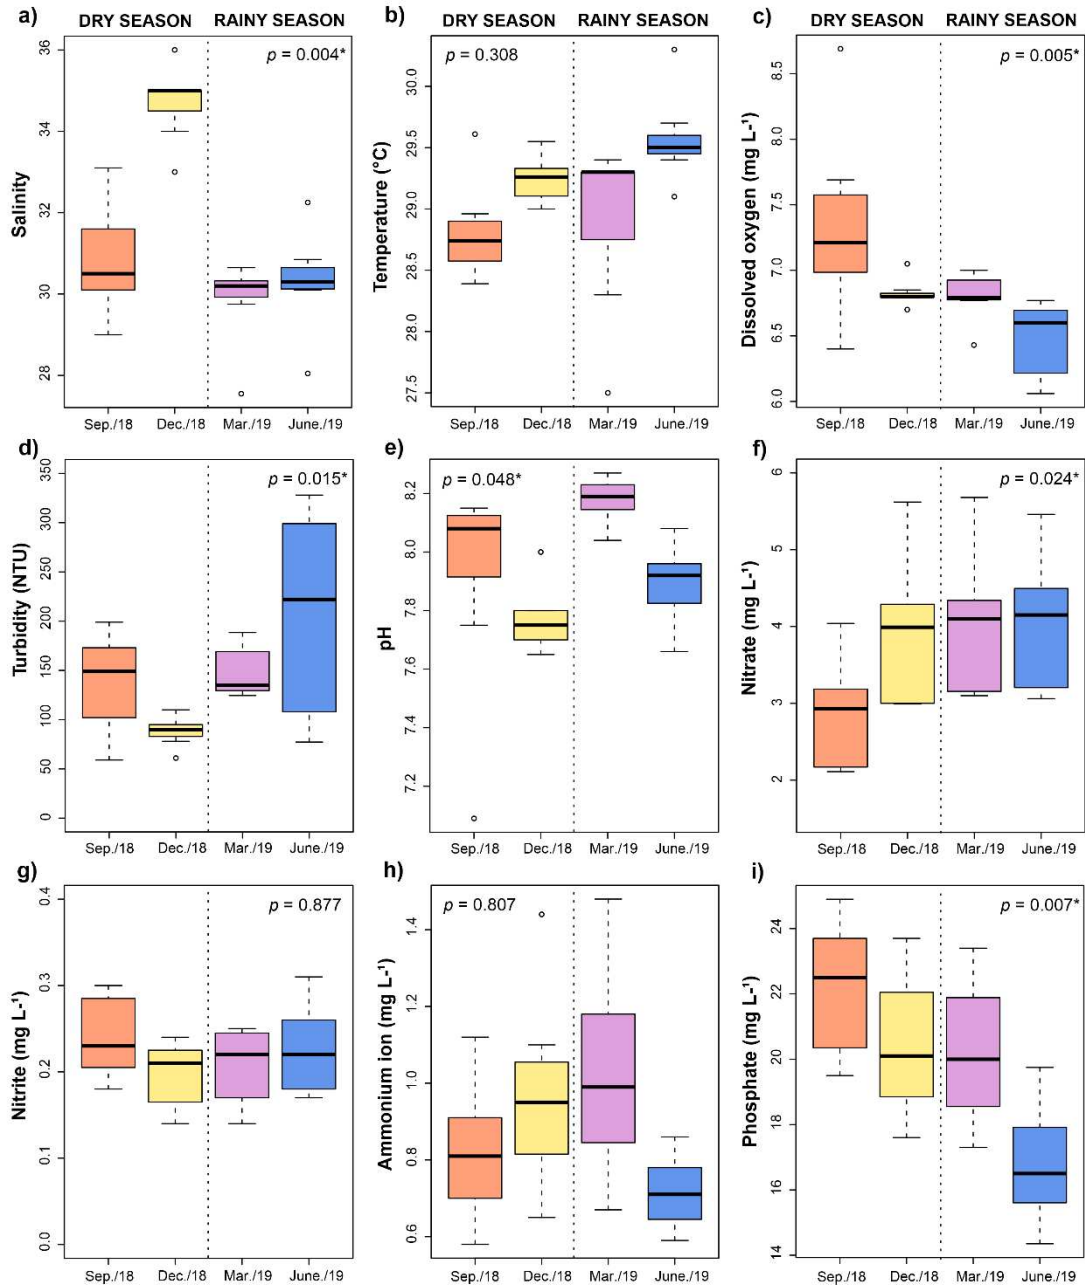 a) DRY SEASON RAINY SEASON
p = 0.004*
Salinity
36
34
32
30
28
Sep./18 Dec./18 Mar./19 June./19
b) DRY SEASON RAINY SEASON
p = 0.308
Temperature (°C)
30.0
29.5
29.0
28.5
28.0
27.5
Sep./18 Dec./18 Mar./19 June./19
c) DRY SEASON RAINY SEASON
p = 0.005*
Dissolved oxygen (mg L-¹)
8.5
8.0
7.5
7.0
6.5
6.0
Sep./18 Dec./18 Mar./19 June./19
d)
p = 0.015*
Turbidity (NTU)
350
300
250
200
150
100
50
0
Sep./18 Dec./18 Mar./19 June./19
e)
p = 0.048*
pH
8.2
8.0
7.8
7.6
7.4
7.2
Sep./18 Dec./18 Mar./19 June./19
f)
p = 0.024*
Nitrate (mg L-¹)
6
5
4
3
2
Sep./18 Dec./18 Mar./19 June./19
g)
p = 0.877
Nitrite (mg L-¹)
0.4
0.3
0.2
0.1
0.0
Sep./18 Dec./18 Mar./19 June./19
h)
p = 0.807
Ammonium ion (mg L-¹)
1.4
1.2
1.0
0.8
0.6
Sep./18 Dec./18 Mar./19 June./19
i)
p = 0.007*
Phosphate (mg L-¹)
24
22
20
18
16
14
Sep./18 Dec./18 Mar./19 June./19